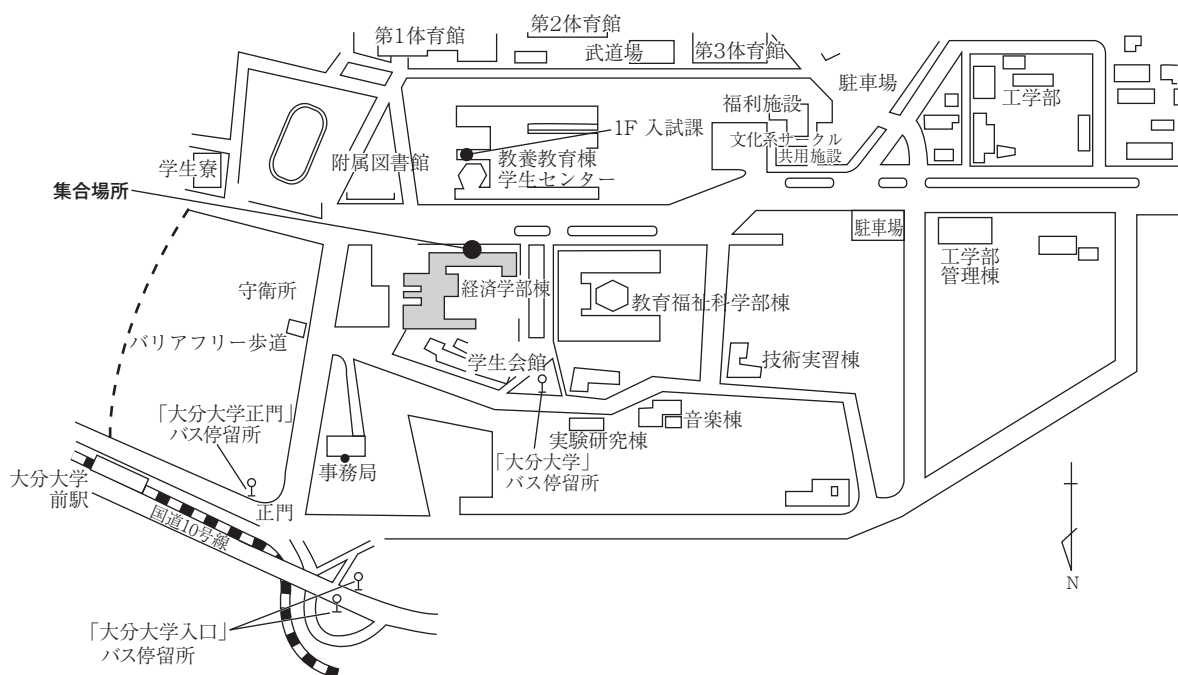 第2体育館
第1体育館
武道場
第3体育館
駐車場
工学部
福利施設
1F 入試課
文化系サークル
共用施設
附属図書館
教養教育棟
学生センター
学生寮
集合場所
駐車場
工学部
管理棟
守衛所
経済学部棟
教育福祉科学部棟
バリアフリー歩道
学生会館
技術実習棟
「大分大学正門」
バス停留所
音楽棟
実験研究棟
「大分大学」
バス停留所
事務局
大分大学
前駅
正門
国道10号線
N
「大分大学入口」
バス停留所